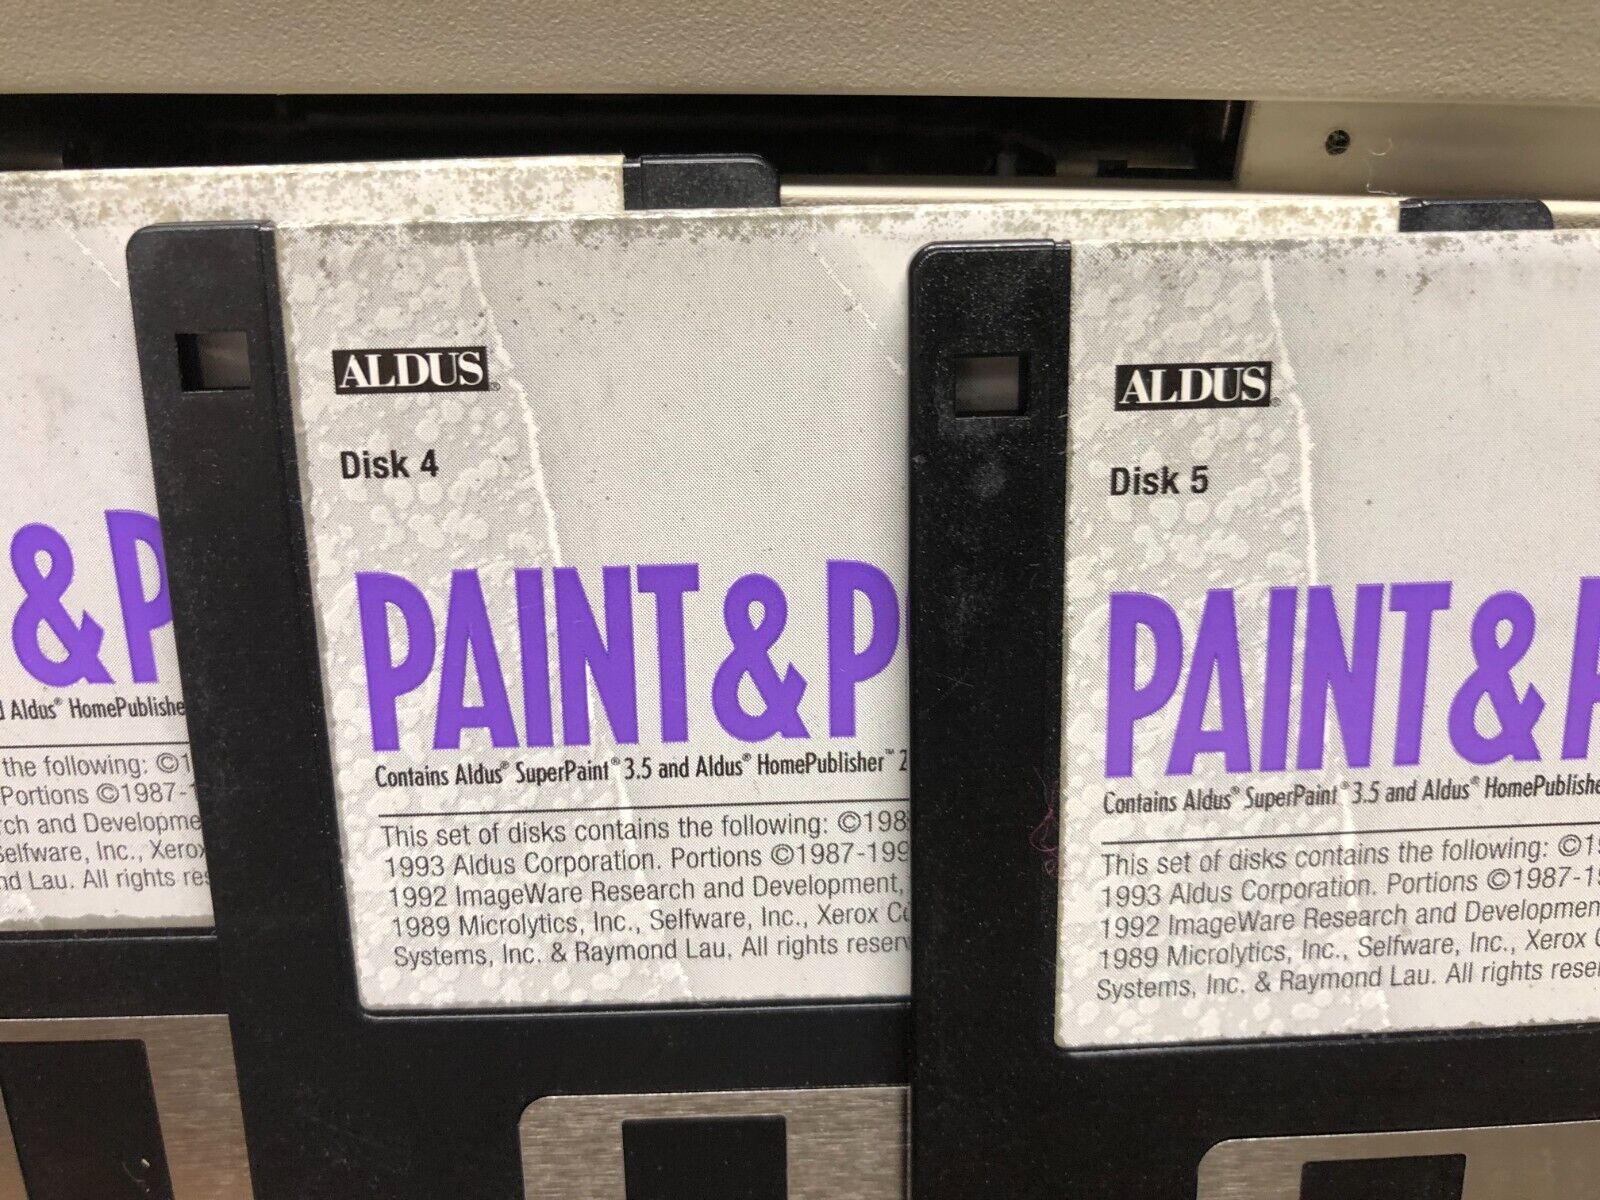 & P
Aldus® HomePublishe
the following: ©1
Portions ©1987-1
rch and Developme
Selfware, Inc., Xerox
nd Lau. All rights res
ALDUS®
Disk 4
PAINT & P
Contains Aldus® SuperPaint® 3.5 and Aldus® HomePublisher™ 2
This set of disks contains the following: ©198
1993 Aldus Corporation. Portions ©1987-199
1992 ImageWare Research and Development,
1989 Microlytics, Inc., Selfware, Inc., Xerox Co
Systems, Inc. & Raymond Lau. All rights reserv
ALDUS®
Disk 5
PAINT & P
Contains Aldus® SuperPaint® 3.5 and Aldus® HomePublishe
This set of disks contains the following: ©19
1993 Aldus Corporation. Portions ©1987-19
1992 ImageWare Research and Developmen
1989 Microlytics, Inc., Selfware, Inc., Xerox C
Systems, Inc. & Raymond Lau. All rights reser